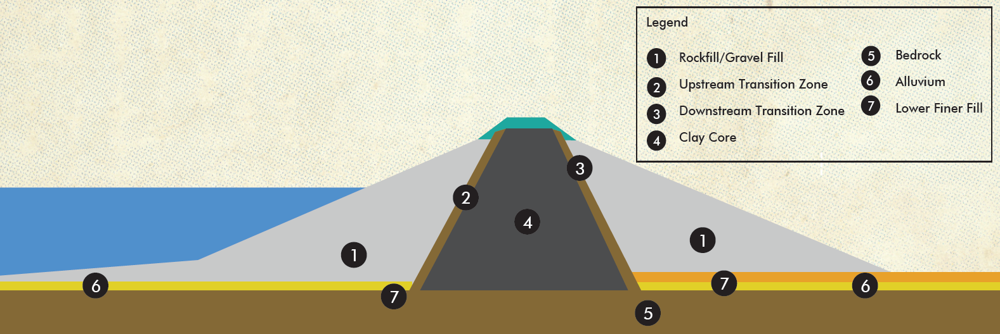 Legend
1 Rockfill/Gravel Fill
2 Upstream Transition Zone
3 Downstream Transition Zone
4 Clay Core
5 Bedrock
6 Alluvium
7 Lower Finer Fill
3
2
4
1
1
6
7
7
6
5